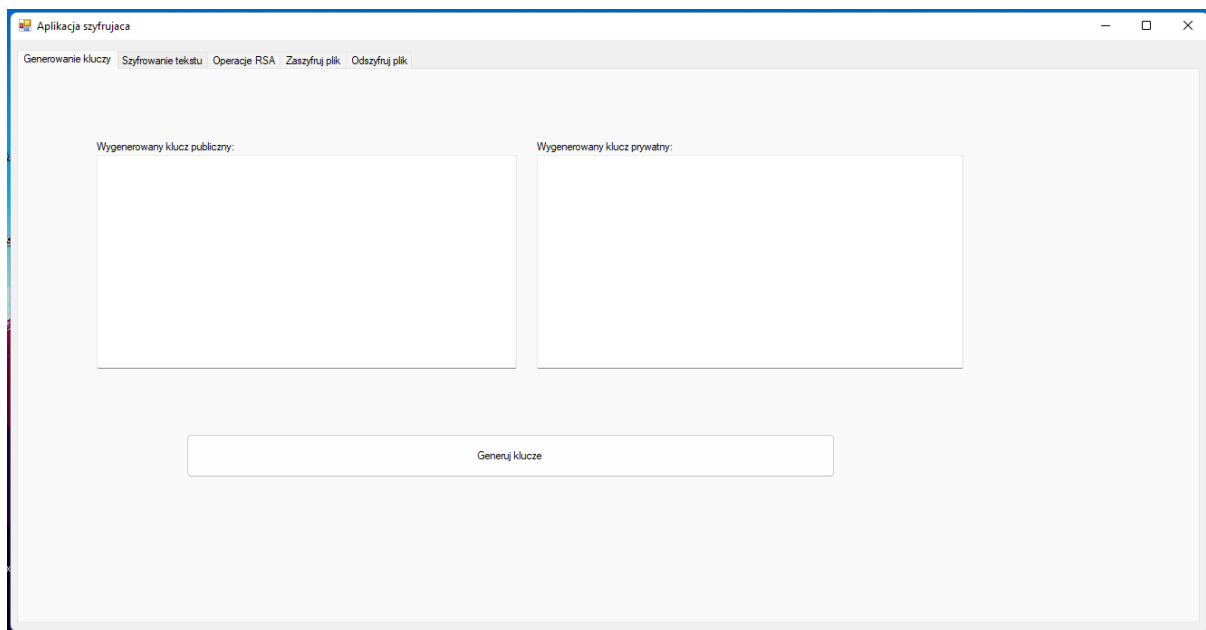 Aplikacja szyfrujaca
Generowanie kluczy Szyfrowanie tekstu Operacje RSA Zaszyfruj plik Odszyfruj plik
Wygenerowany klucz publiczny: Wygenerowany klucz prywatny:
Generuj klucze